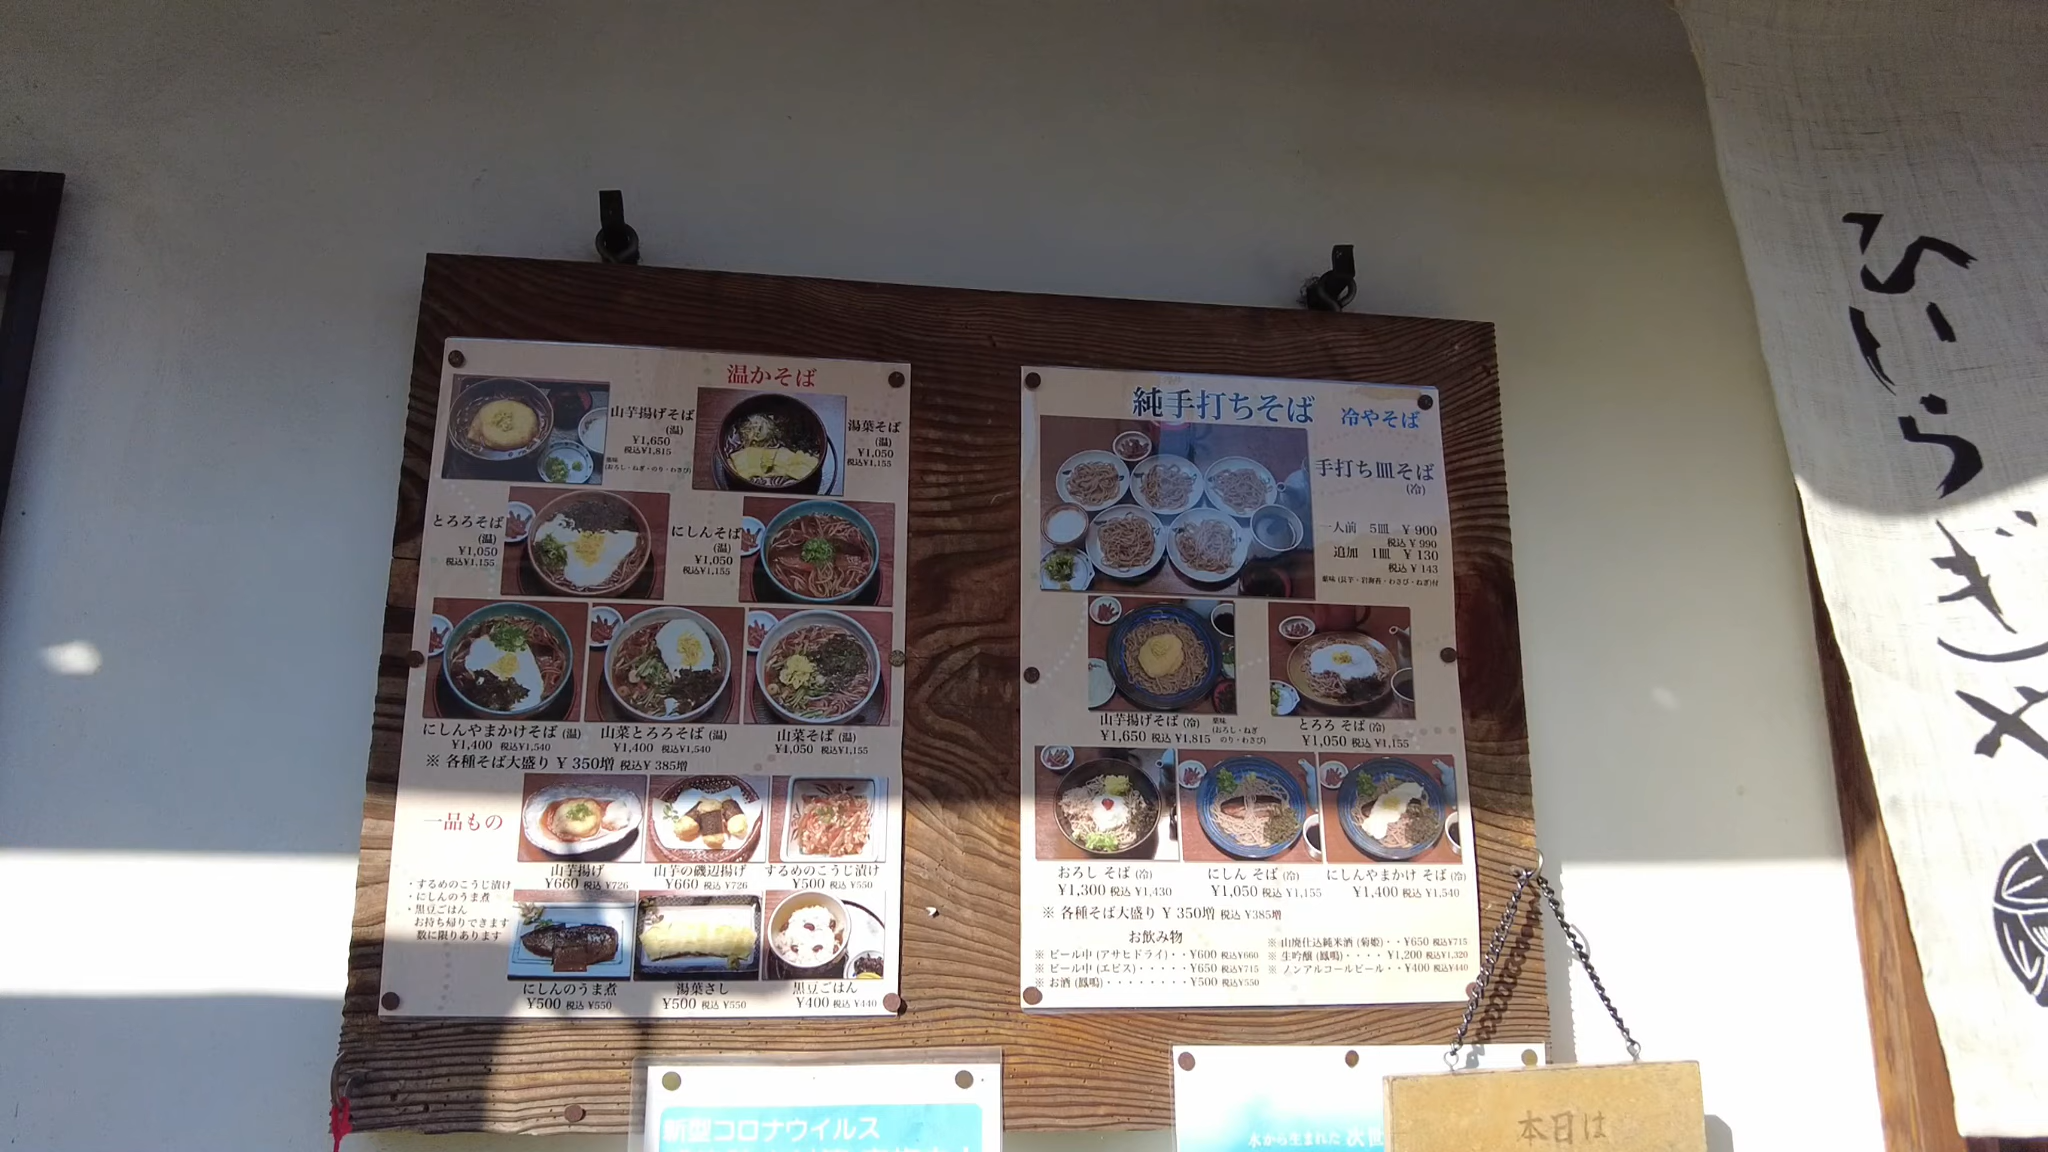 温かそば
山芋揚げそば
(温)
¥1,650
税込¥1,815
薬味
(おろし・ねぎ・のり・わさび)
湯葉そば
(温)
¥1,050
税込¥1,155
とろろそば
(温)
¥1,050
税込¥1,155
にしんそば
(温)
¥1,050
税込¥1,155
にしんやまかけそば (温)
¥1,400 税込¥1,540
山菜とろろそば (温)
¥1,400 税込¥1,540
山菜そば (温)
¥1,050 税込¥1,155
※ 各種そば大盛り ¥ 350増 税込¥ 385増
一品もの
・するめのこうじ漬け
・にしんのうま煮
・黒豆ごはん
お持ち帰りできます
数に限りあります
山芋揚げ
¥660 税込 ¥726
山芋の磯辺揚げ
¥660 税込 ¥726
するめのこうじ漬け
¥500 税込 ¥550
にしんのうま煮
¥500 税込 ¥550
湯葉さし
¥500 税込 ¥550
黒豆ごはん
¥400 税込 ¥440
純手打ちそば
冷やそば
手打ち皿そば
(冷)
一人前 5皿 ¥ 900
税込 ¥ 990
追加 1皿 ¥ 130
税込 ¥ 143
薬味 (長芋・岩海苔・わさび・ねぎ)付
山芋揚げそば (冷)
¥1,650 税込 ¥1,815
薬味
(おろし・ねぎ
・のり・わさび)
とろろ そば (冷)
¥1,050 税込 ¥1,155
おろし そば (冷)
¥1,300 税込 ¥1,430
にしん そば (冷)
¥1,050 税込 ¥1,155
にしんやまかけ そば (冷)
¥1,400 税込 ¥1,540
※ 各種そば大盛り ¥ 350増 税込 ¥385増
お飲み物
※ ビール中 (アサヒドライ)・・¥600 税込¥660
※ ビール中 (エビス)・・・・・¥650 税込¥715
※ お酒 (鳳鳴)・・・・・・・・¥500 税込¥550
※ 山廃仕込純米酒 (菊姫)・・¥650 税込¥715
※ 生吟醸 (鳳鳴)・・・・¥1,200 税込¥1,320
※ ノンアルコールビール・・¥400 税込¥440
新型コロナウイルス
水から生まれた 次世
本日は
ひいらぎや